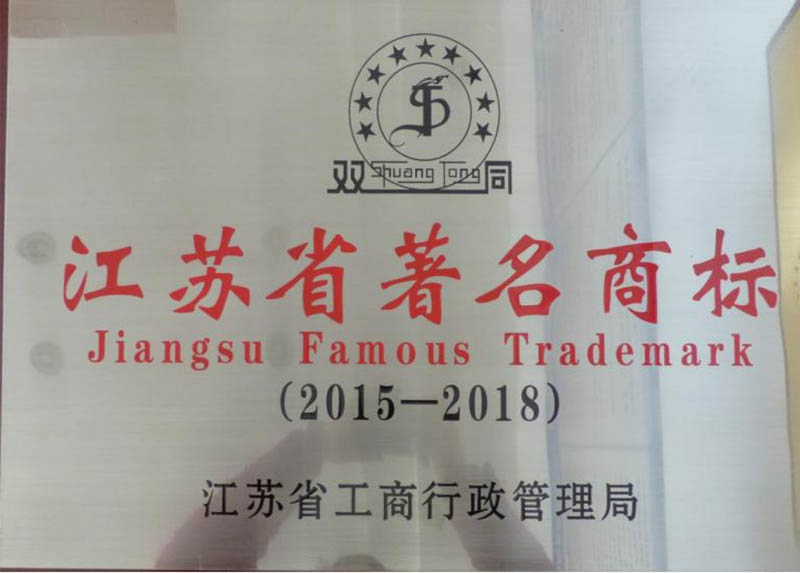 双 Shuang Tong 同
江苏省著名商标
Jiangsu Famous Trademark
(2015—2018)
江苏省工商行政管理局